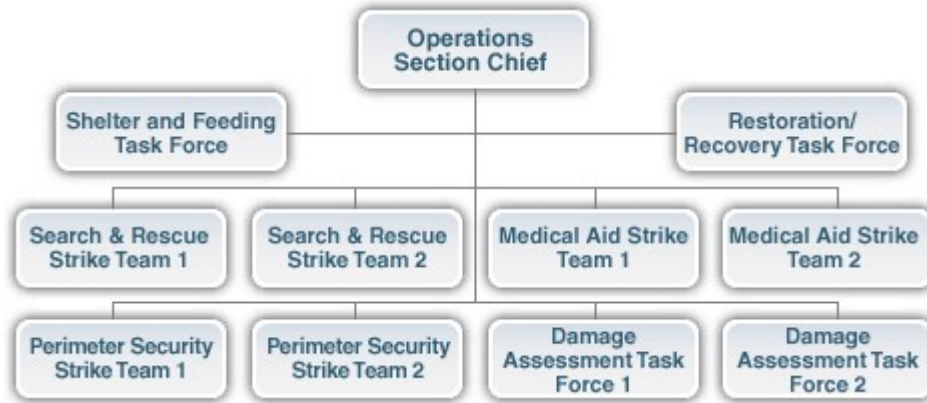 Operations
Section Chief
Shelter and Feeding
Task Force
Restoration/
Recovery Task Force
Search & Rescue
Strike Team 1
Search & Rescue
Strike Team 2
Medical Aid Strike
Team 1
Medical Aid Strike
Team 2
Perimeter Security
Strike Team 1
Perimeter Security
Strike Team 2
Damage
Assessment Task
Force 1
Damage
Assessment Task
Force 2